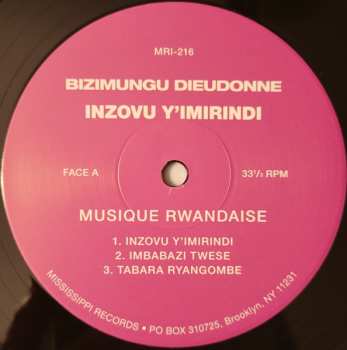 MRI-216
BIZIMUNGU DIEUDONNE
INZOVU Y'IMIRINDI
FACE A
33⅓ RPM
MUSIQUE RWANDAISE
1. INZOVU Y'IMIRINDI
2. IMBABAZI TWESE
3. TABARA RYANGOMBE
MISSISSIPPI RECORDS • PO BOX 310725, Brooklyn, NY 11231